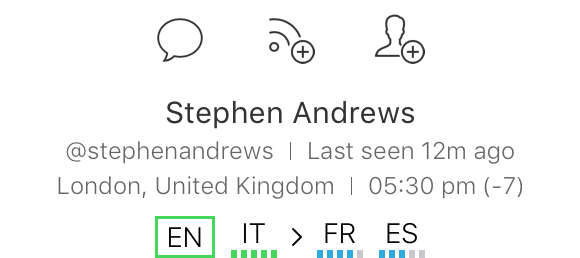 Stephen Andrews
@stephenandrews | Last seen 12m ago
London, United Kingdom | 05:30 pm (-7)
EN IT > FR ES